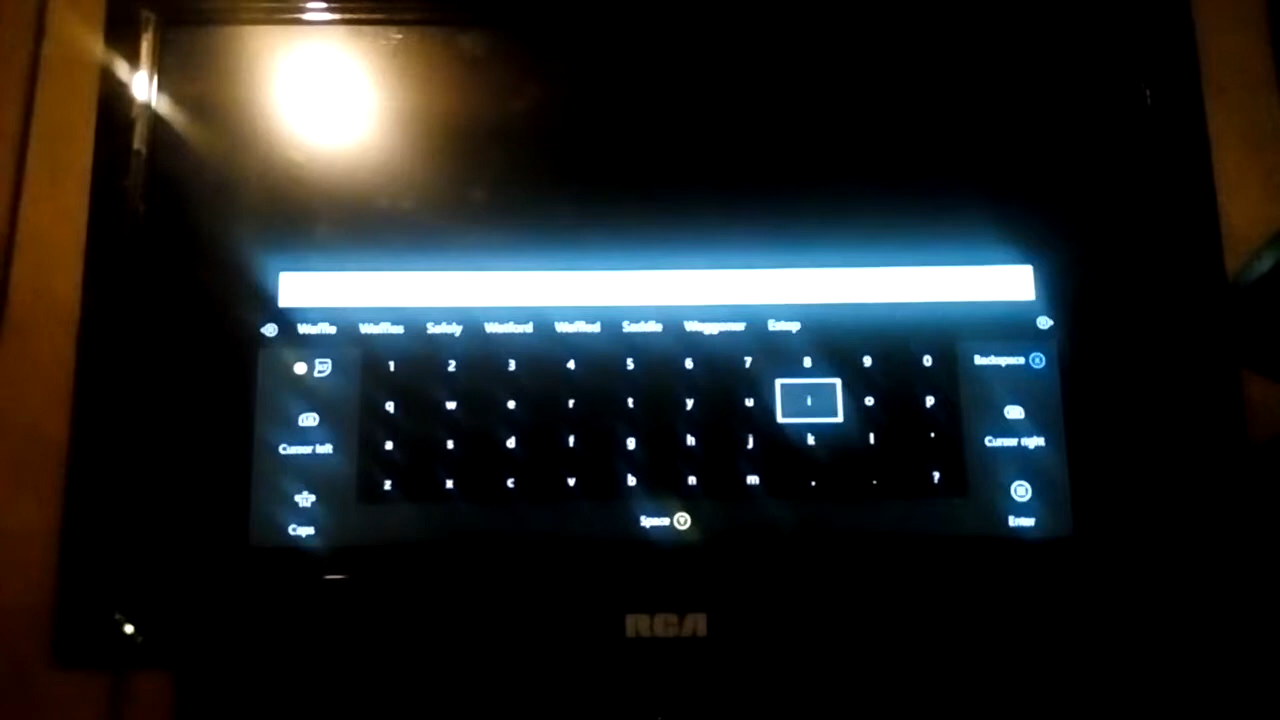 Waffle Waffles Safely Watford Waffled Saddle Waggoner Estop
1 2 3 4 5 6 7 8 9 0 Backspace X
q w e r t y u i o p
Cursor left a s d f g h j k l ' Cursor right
z x c v b n m , . ?
Caps Space Y Enter
RCA